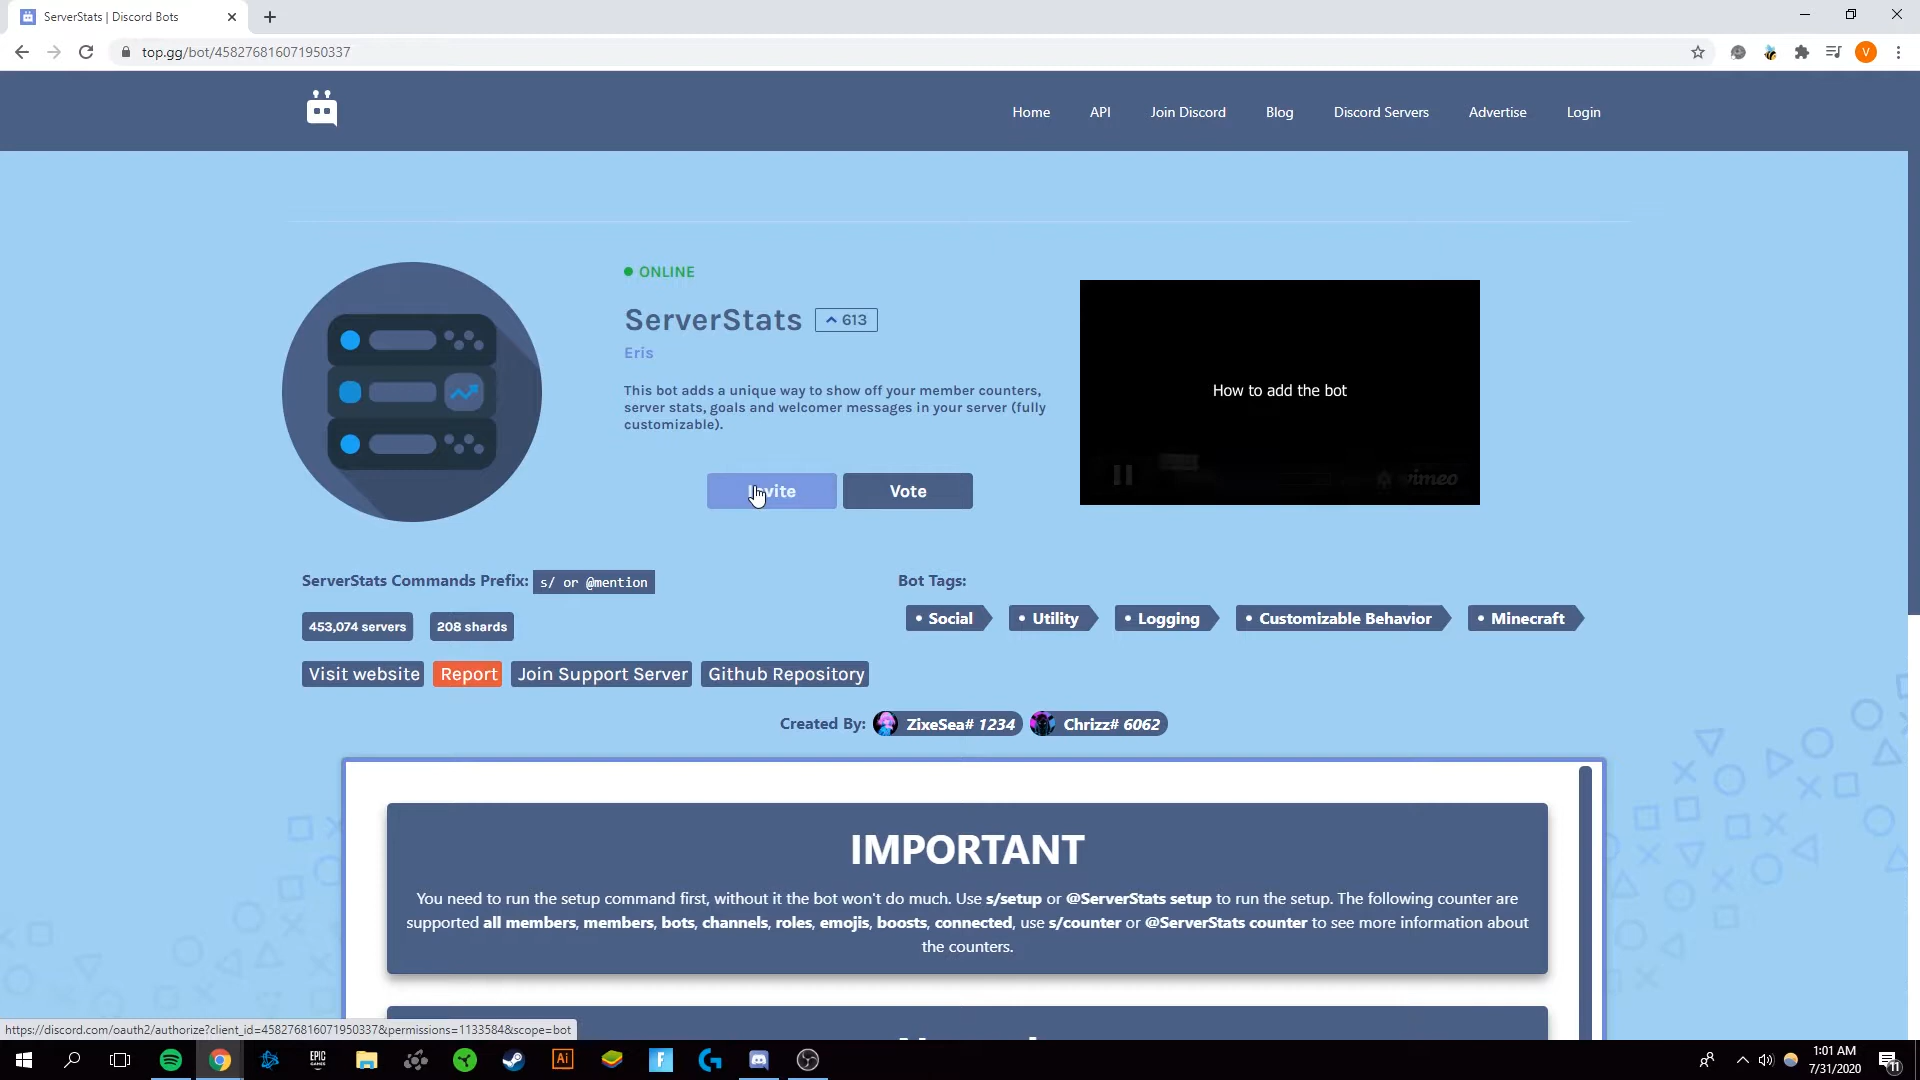 ServerStats | Discord Bots
top.gg/bot/458276816071950337
V
Home
API
Join Discord
Blog
Discord Servers
Advertise
Login
ONLINE
ServerStats
613
Eris
This bot adds a unique way to show off your member counters,
server stats, goals and welcomer messages in your server (fully
customizable).
Vote
How to add the bot
vimeo
ServerStats Commands Prefix: s/ or @mention
453,074 servers
208 shards
Bot Tags:
• Social
• Utility
• Logging
• Customizable Behavior
• Minecraft
Visit website
Report
Join Support Server
Github Repository
Created By: ZixeSea# 1234
Chrizz# 6062
IMPORTANT
You need to run the setup command first, without it the bot won't do much. Use s/setup or @ServerStats setup to run the setup. The following counter are
supported all members, members, bots, channels, roles, emojis, boosts, connected, use s/counter or @ServerStats counter to see more information about
the counters.
https://discord.com/oauth2/authorize?client_id=458276816071950337&permissions=1133584&scope=bot
EPIC
GAMES
Ai
1:01 AM
7/31/2020
11